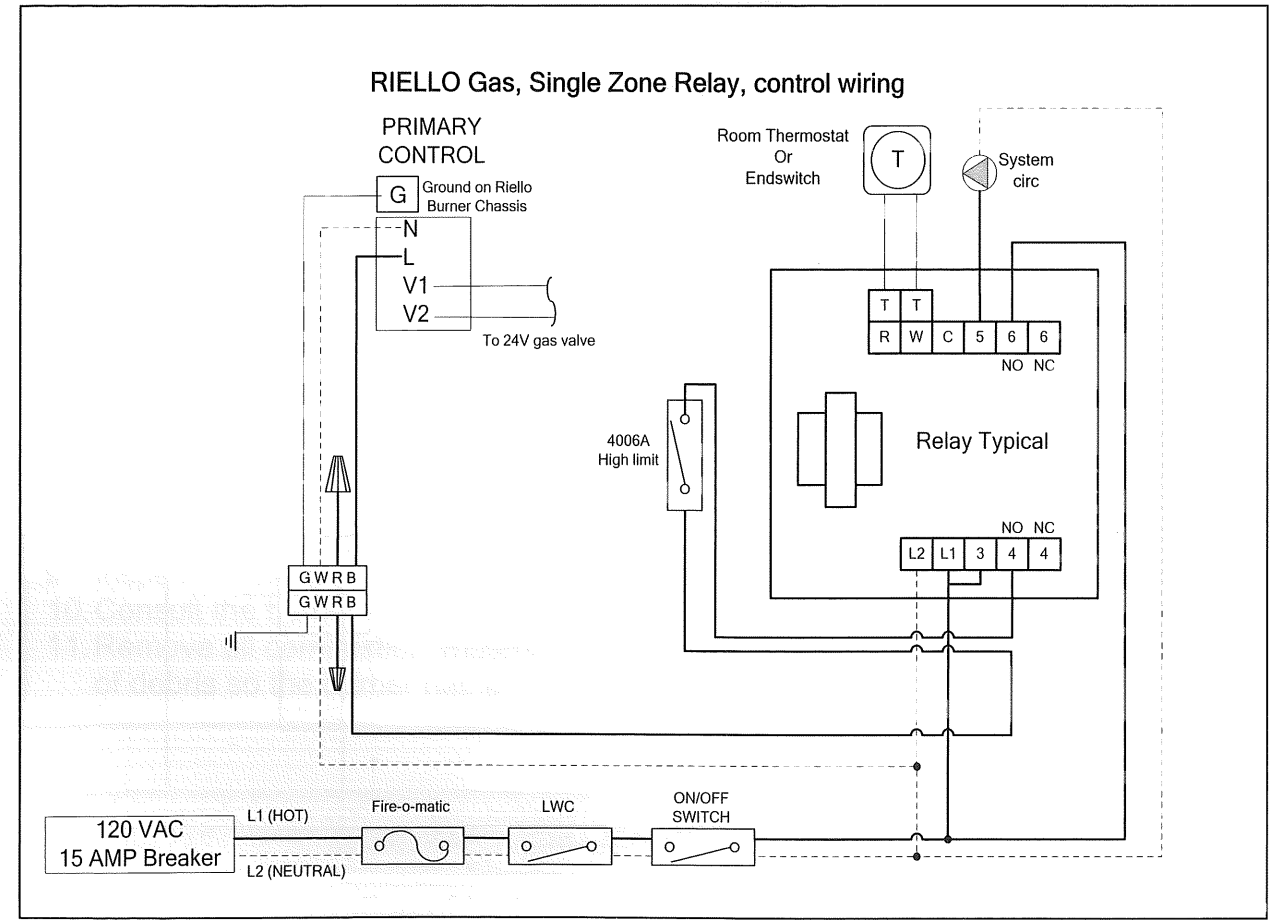 RIELLO Gas, Single Zone Relay, control wiring
PRIMARY
CONTROL
G
Ground on Riello
Burner Chassis
N
L
V1
V2
To 24V gas valve
Room Thermostat
Or
Endswitch
T
System
circ
T T
R W C 5 6 6
NO NC
4006A
High limit
Relay Typical
NO NC
L2 L1 3 4 4
G W R B
G W R B
120 VAC
15 AMP Breaker
L1 (HOT)
L2 (NEUTRAL)
Fire-o-matic
LWC
ON/OFF
SWITCH